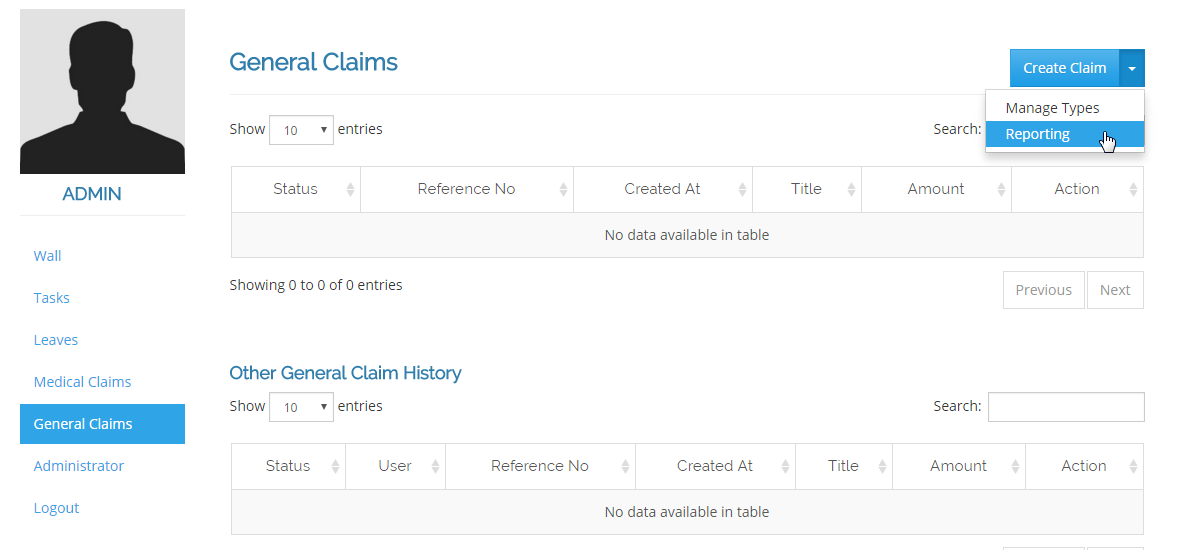 ADMIN
Wall
Tasks
Leaves
Medical Claims
General Claims
Administrator
Logout
General Claims
Create Claim
Manage Types
Reporting
Show 10 entries
Search:
Status Reference No Created At Title Amount Action
No data available in table
Showing 0 to 0 of 0 entries
Previous Next
Other General Claim History
Show 10 entries
Search:
Status User Reference No Created At Title Amount Action
No data available in table